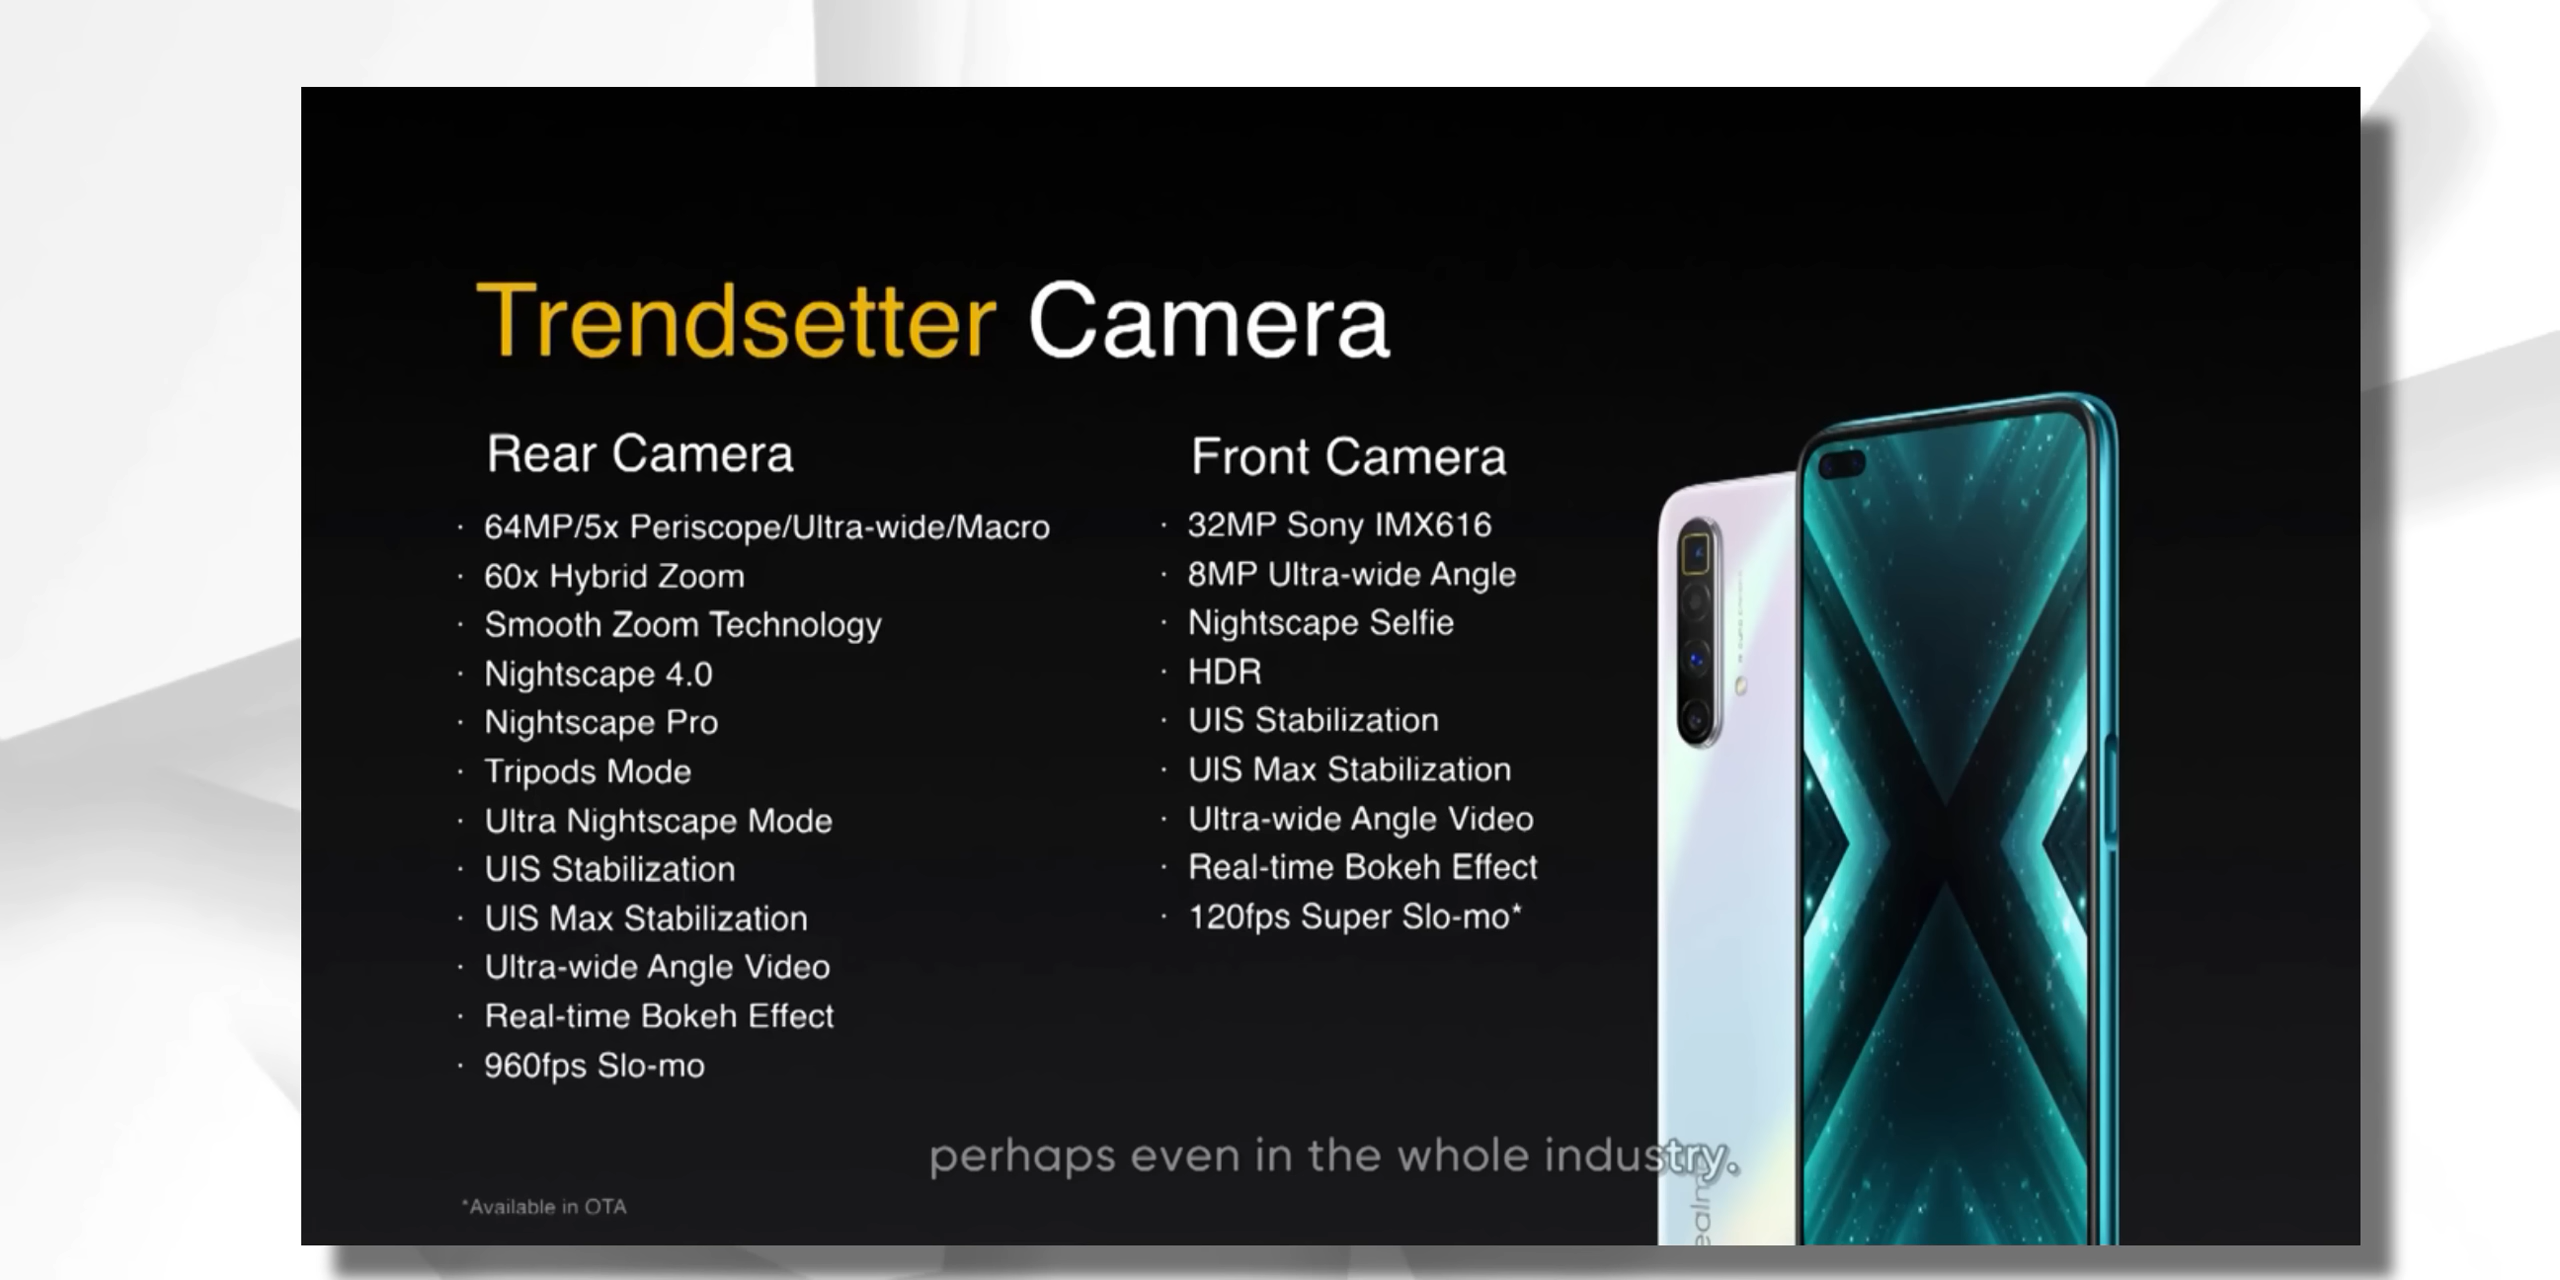 Trendsetter Camera
Rear Camera
· 64MP/5x Periscope/Ultra-wide/Macro
· 60x Hybrid Zoom
· Smooth Zoom Technology
· Nightscape 4.0
· Nightscape Pro
· Tripods Mode
· Ultra Nightscape Mode
· UIS Stabilization
· UIS Max Stabilization
· Ultra-wide Angle Video
· Real-time Bokeh Effect
· 960fps Slo-mo
Front Camera
· 32MP Sony IMX616
· 8MP Ultra-wide Angle
· Nightscape Selfie
· HDR
· UIS Stabilization
· UIS Max Stabilization
· Ultra-wide Angle Video
· Real-time Bokeh Effect
· 120fps Super Slo-mo*
perhaps even in the whole industry.
*Available in OTA